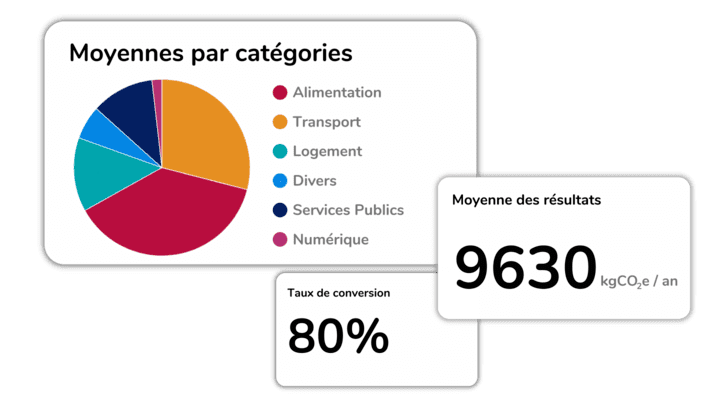 Moyennes par catégories
Alimentation
Transport
Logement
Divers
Services Publics
Numérique
Moyenne des résultats
9630 kgCO₂e / an
Taux de conversion
80%